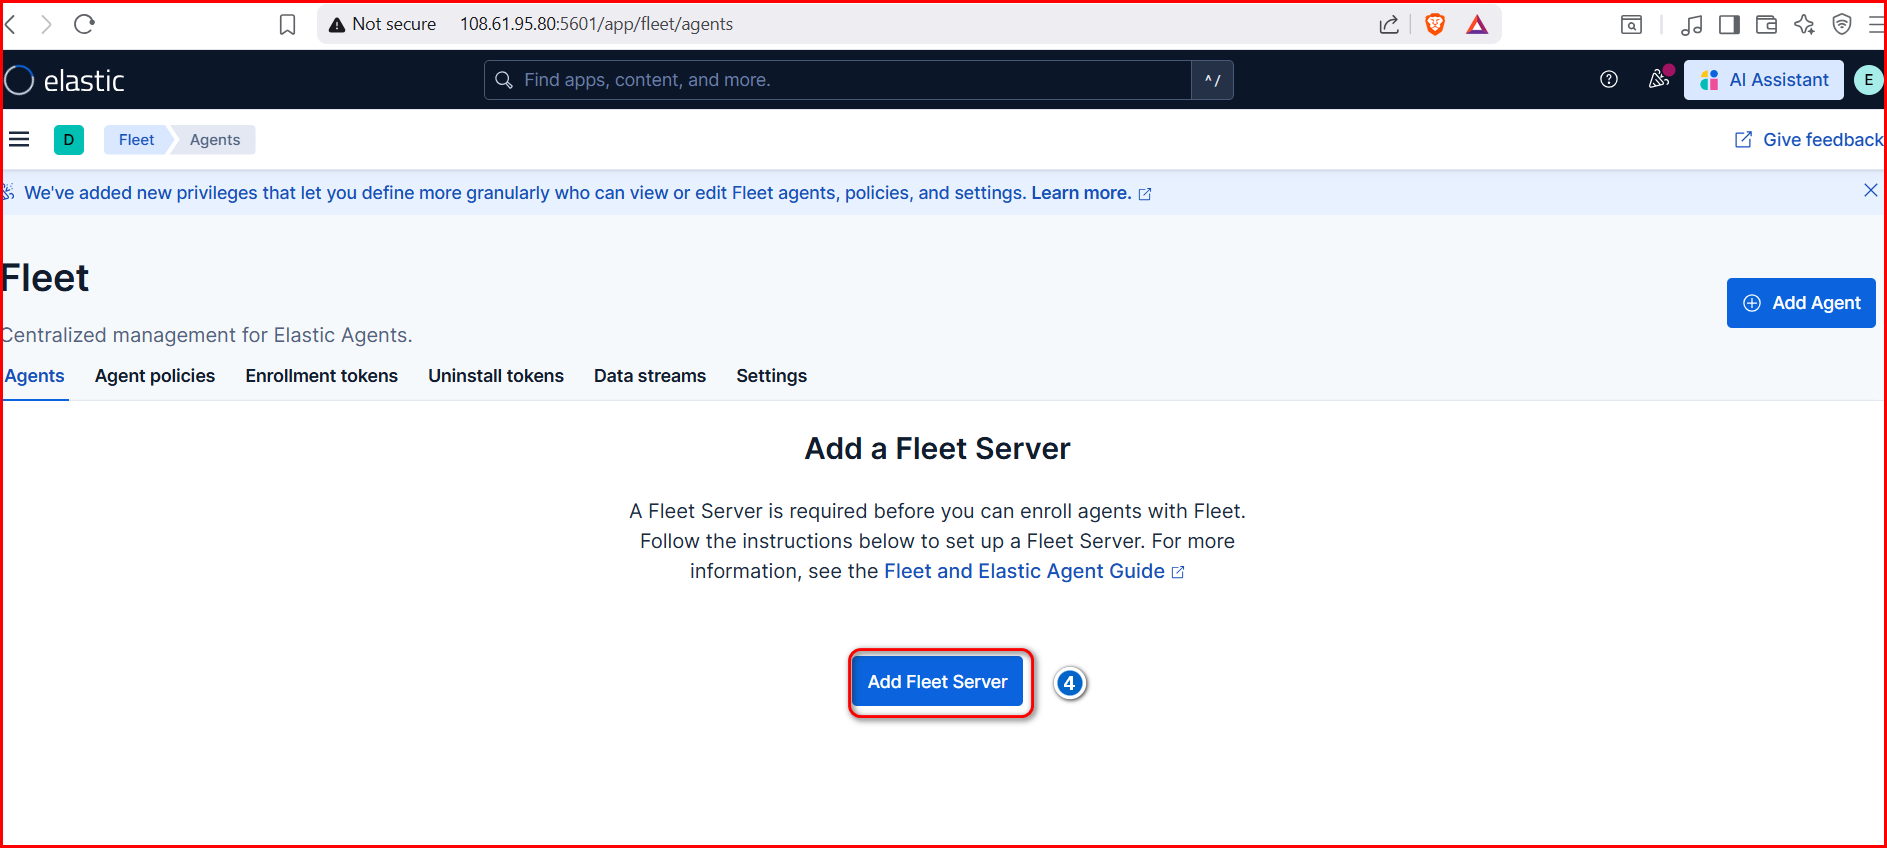 Not secure 108.61.95.80:5601/app/fleet/agents
elastic
Find apps, content, and more.
^ /
AI Assistant
E
D
Fleet
Agents
Give feedback
We've added new privileges that let you define more granularly who can view or edit Fleet agents, policies, and settings. Learn more.
Fleet
Add Agent
Centralized management for Elastic Agents.
Agents
Agent policies
Enrollment tokens
Uninstall tokens
Data streams
Settings
Add a Fleet Server
A Fleet Server is required before you can enroll agents with Fleet.
Follow the instructions below to set up a Fleet Server. For more
information, see the Fleet and Elastic Agent Guide
Add Fleet Server
4